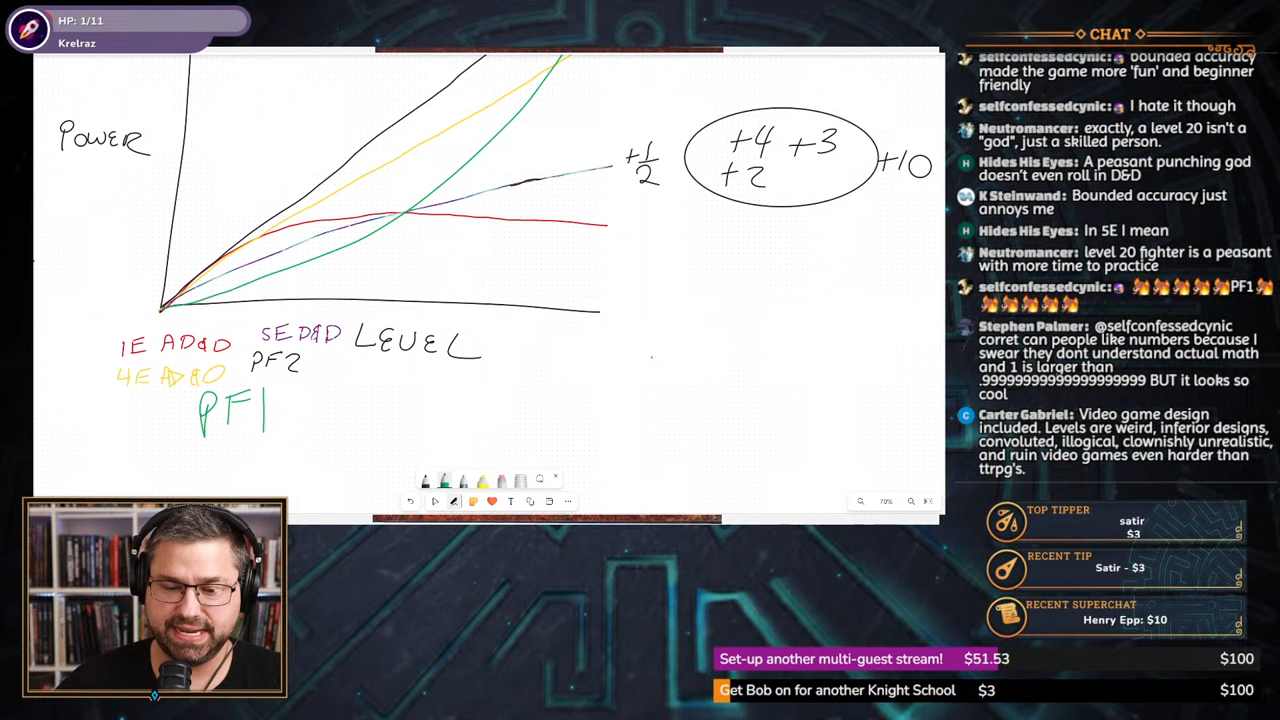 HP: 1/11
Krelraz
POWER
+1/2
+4 +3
+2
+10
1E AD&D
5E D&D
LEVEL
4E AD&D
PF2
PF1
70%
CHAT
selfconfessedcynic: bounded accuracy
made the game more 'fun' and beginner
friendly
selfconfessedcynic: I hate it though
Neutromancer: exactly, a level 20 isn't a
"god", just a skilled person.
Hides His Eyes: A peasant punching god
doesn't even roll in D&D
K Steinwand: Bounded accuracy just
annoys me
Hides His Eyes: In 5E I mean
Neutromancer: level 20 fighter is a peasant
with more time to practice
selfconfessedcynic: 🔥🔥🔥🔥🔥PF1🔥
🔥🔥🔥🔥🔥
Stephen Palmer: @selfconfessedcynic
corret can people like numbers because I
swear they dont understand actual math
and 1 is larger than
.99999999999999999999 BUT it looks so
cool
Carter Gabriel: Video game design
included. Levels are weird, inferior designs,
convoluted, illogical, clownishly unrealistic,
and ruin video games even harder than
ttrpg's.
TOP TIPPER
satir
$3
RECENT TIP
Satir - $3
RECENT SUPERCHAT
Henry Epp: $10
Set-up another multi-guest stream! $51.53 $100
Get Bob on for another Knight School $3 $100